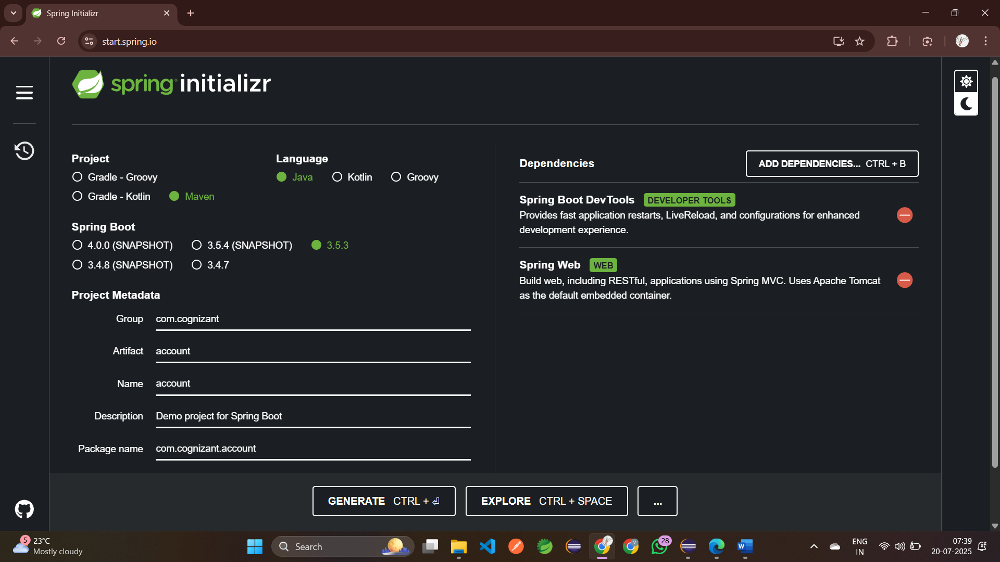 Spring Initializr
start.spring.io
spring initializr
Project
Gradle - Groovy
Gradle - Kotlin Maven
Language
Java Kotlin Groovy
Spring Boot
4.0.0 (SNAPSHOT) 3.5.4 (SNAPSHOT) 3.5.3
3.4.8 (SNAPSHOT) 3.4.7
Project Metadata
Group com.cognizant
Artifact account
Name account
Description Demo project for Spring Boot
Package name com.cognizant.account
Dependencies
ADD DEPENDENCIES... CTRL + B
Spring Boot DevTools DEVELOPER TOOLS
Provides fast application restarts, LiveReload, and configurations for enhanced
development experience.
Spring Web WEB
Build web, including RESTful, applications using Spring MVC. Uses Apache Tomcat
as the default embedded container.
GENERATE CTRL + ⏎
EXPLORE CTRL + SPACE
...
5
23°C
Mostly cloudy
Search
V
28
W
ENG
IN
07:39
20-07-2025